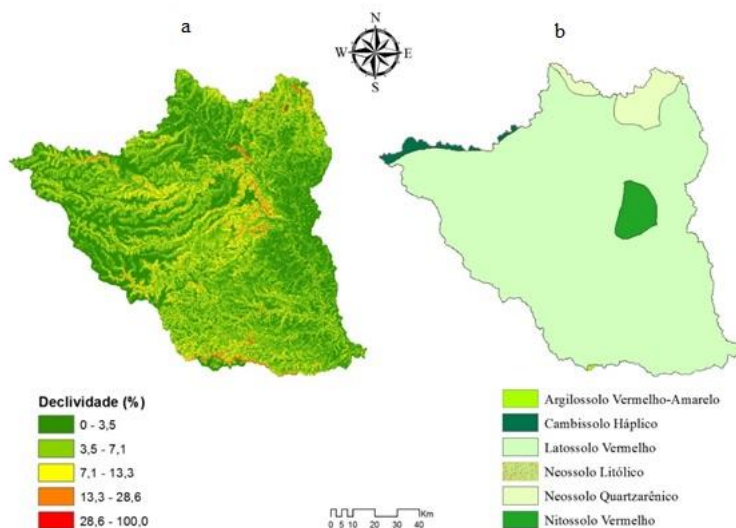 a
b
N
W E
S
Declividade (%)
0 - 3,5
3,5 - 7,1
7,1 - 13,3
13,3 - 28,6
28,6 - 100,0
0 5 10 20 30 40
Km
Argilossolo Vermelho-Amarelo
Cambissolo Háplico
Latossolo Vermelho
Neossolo Litólico
Neossolo Quartzarênico
Nitossolo Vermelho